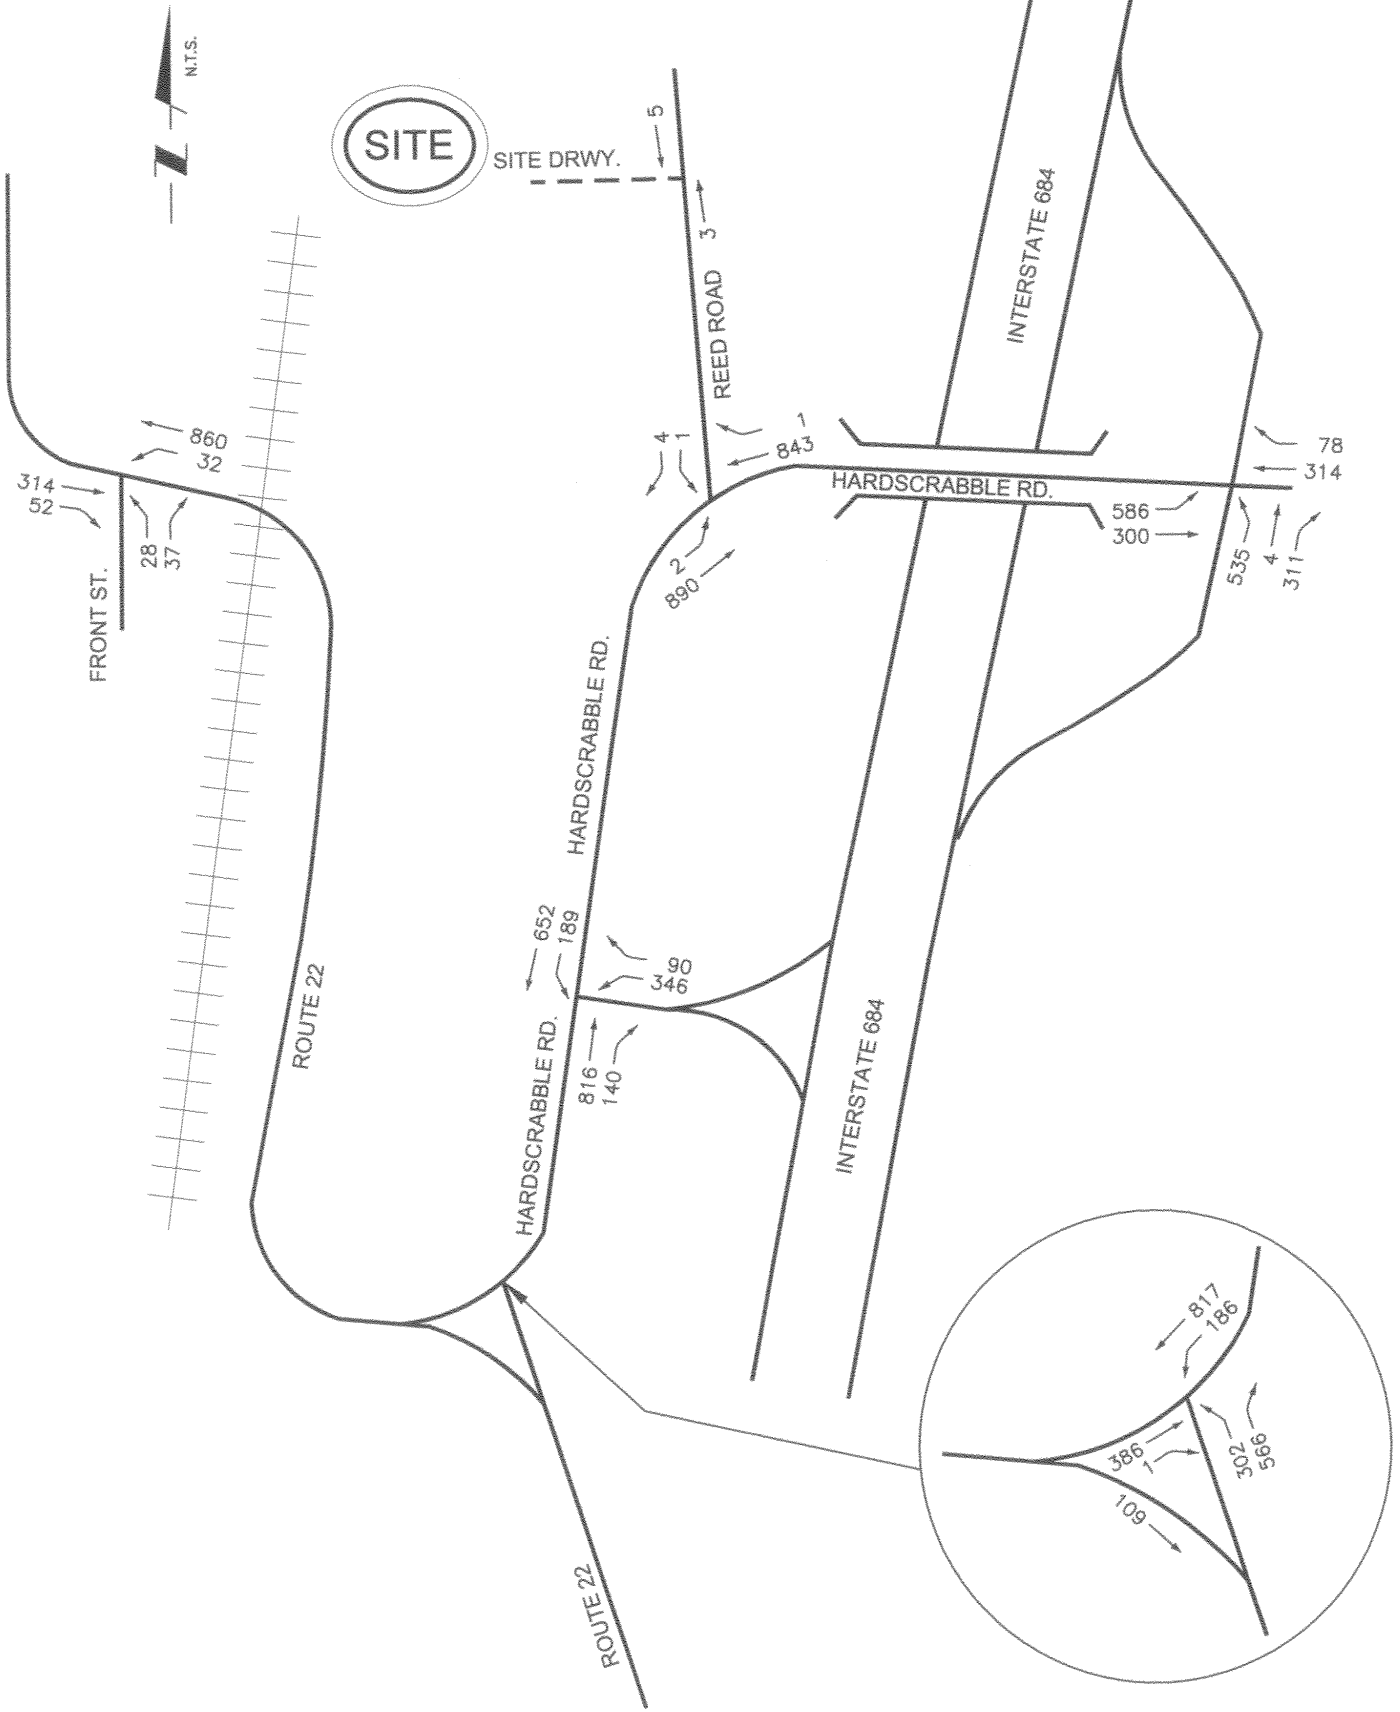 N.T.S.
N
SITE
SITE DRWY.
5
3
REED ROAD
INTERSTATE 684
860
32
314
52
28
37
FRONT ST.
4
1
1
843
HARDSCRABBLE RD.
586
300
78
314
535
4
311
2
890
HARDSCRABBLE RD.
652
189
90
346
ROUTE 22
HARDSCRABBLE RD.
816
140
INTERSTATE 684
817
186
386
1
302
566
109
ROUTE 22